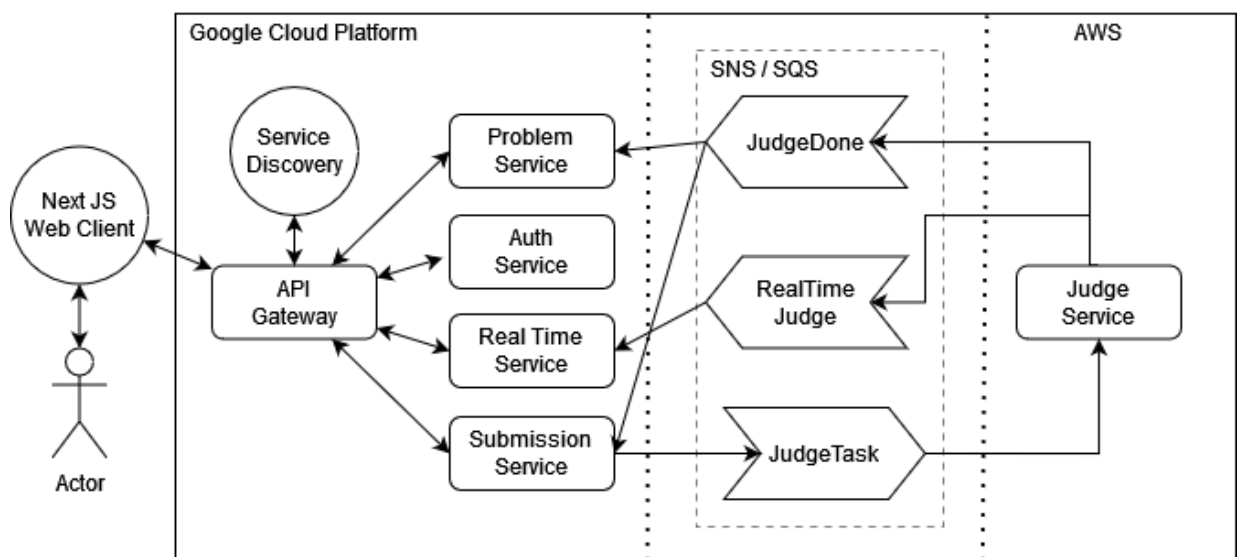 Google Cloud Platform
AWS
SNS / SQS
Service
Discovery
Problem
Service
JudgeDone
Next JS
Web Client
Auth
Service
API
Gateway
RealTime
Judge
Judge
Service
Real Time
Service
Submission
Service
JudgeTask
Actor